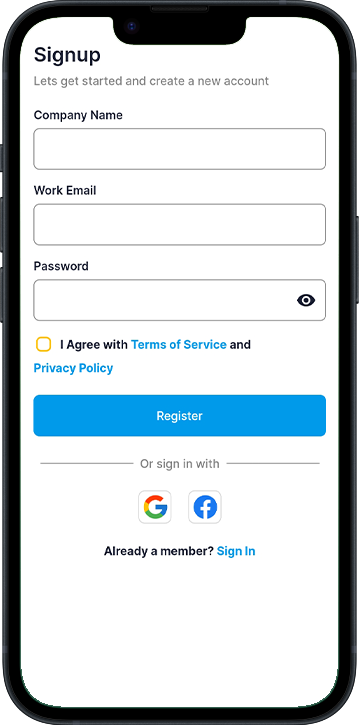 Signup
Lets get started and create a new account
Company Name
Work Email
Password
I Agree with Terms of Service and
Privacy Policy
Register
Or sign in with
Already a member? Sign In